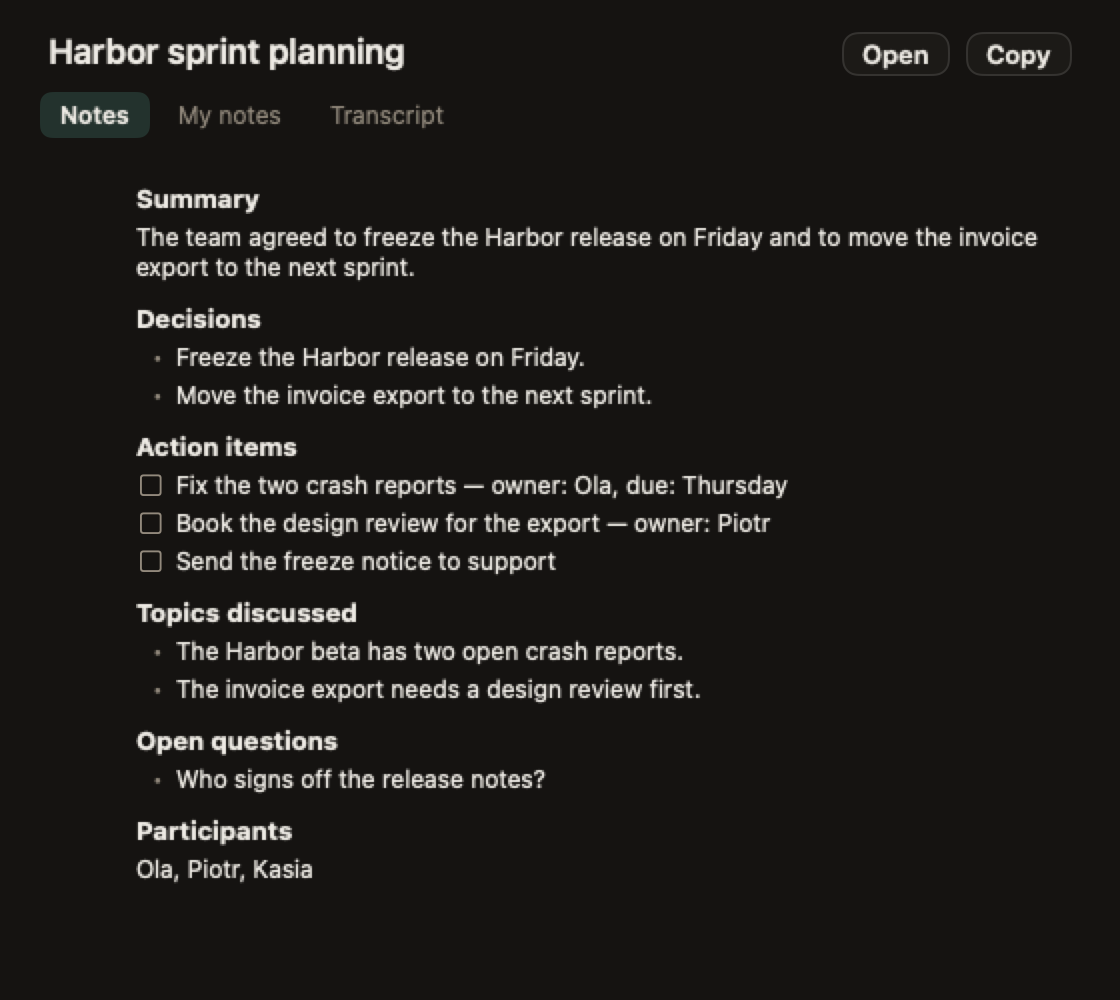 Harbor sprint planning
Open
Copy
Notes
My notes
Transcript
Summary
The team agreed to freeze the Harbor release on Friday and to move the invoice
export to the next sprint.
Decisions
• Freeze the Harbor release on Friday.
• Move the invoice export to the next sprint.
Action items
Fix the two crash reports — owner: Ola, due: Thursday
Book the design review for the export — owner: Piotr
Send the freeze notice to support
Topics discussed
• The Harbor beta has two open crash reports.
• The invoice export needs a design review first.
Open questions
• Who signs off the release notes?
Participants
Ola, Piotr, Kasia